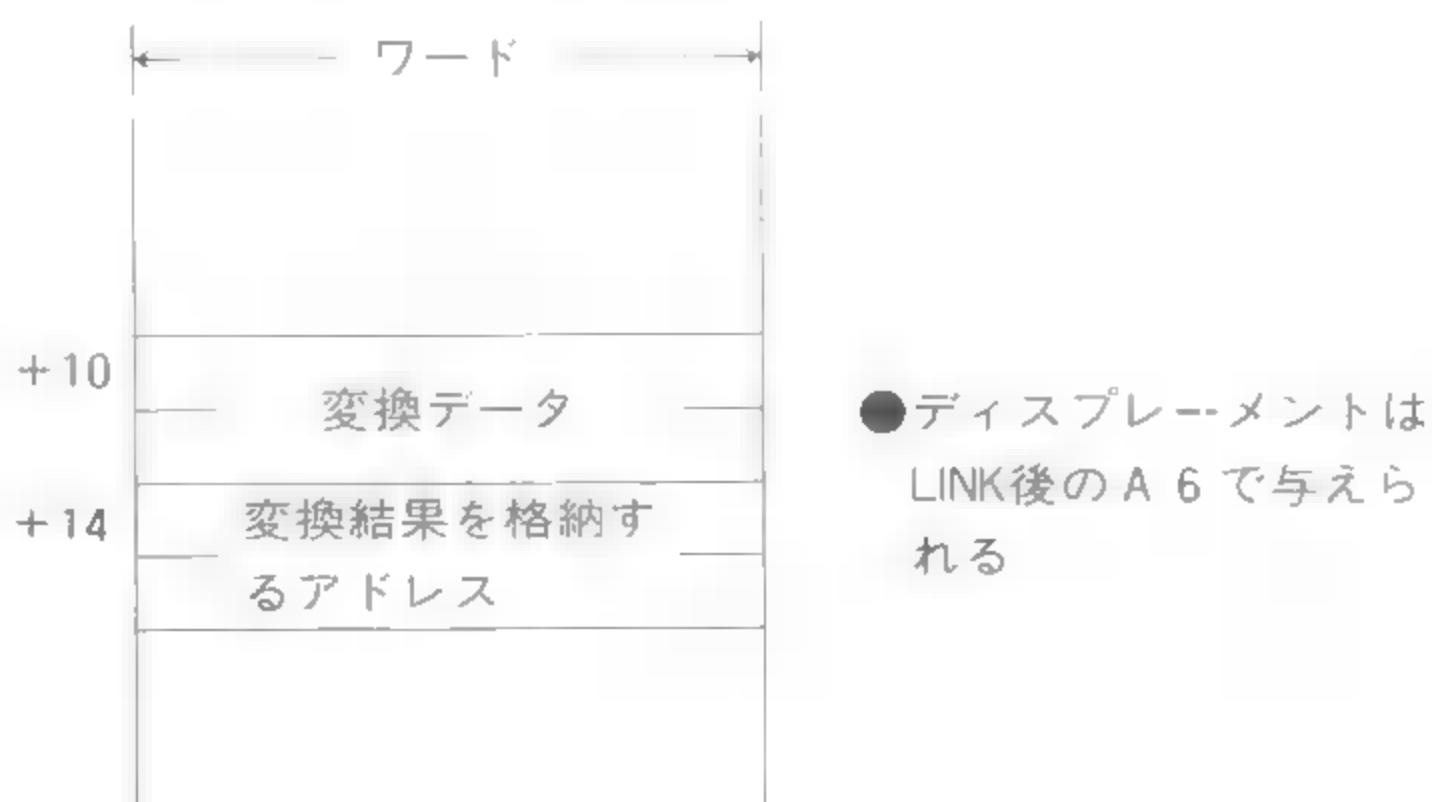 ワード
+10
変換データ
+14
変換結果を格納す
るアドレス
●ディスプレーメントは
LINK後のA6で与えら
れる